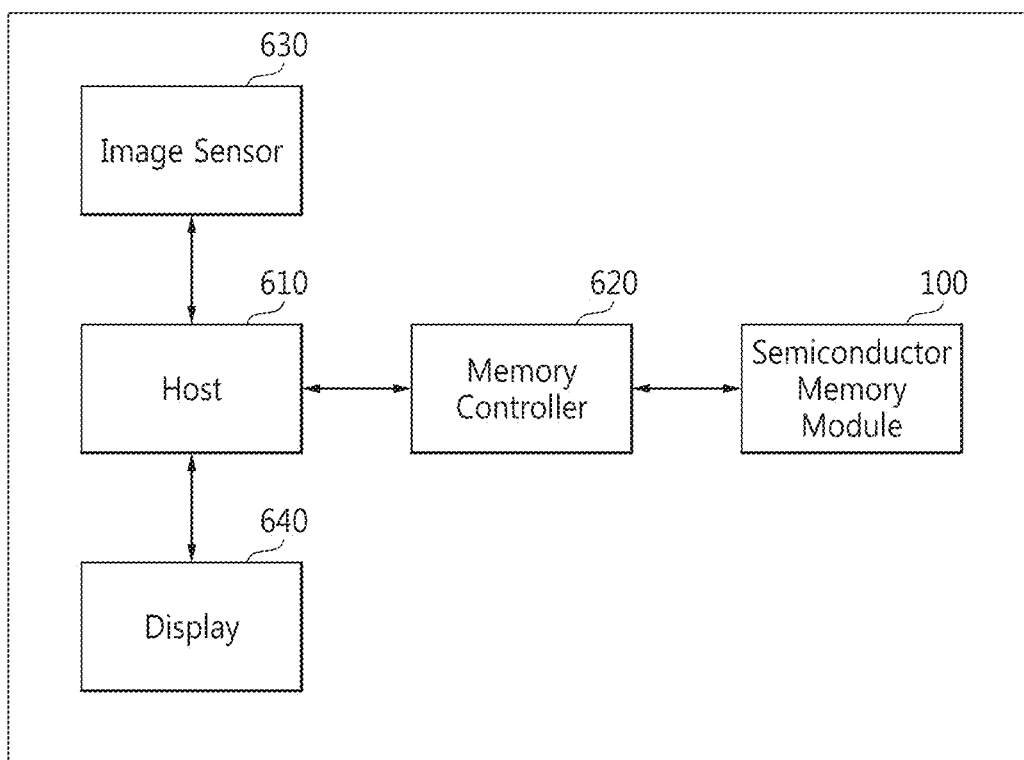 630
Image Sensor
610
620
100
Host
Memory
Controller
Semiconductor
Memory
Module
640
Display